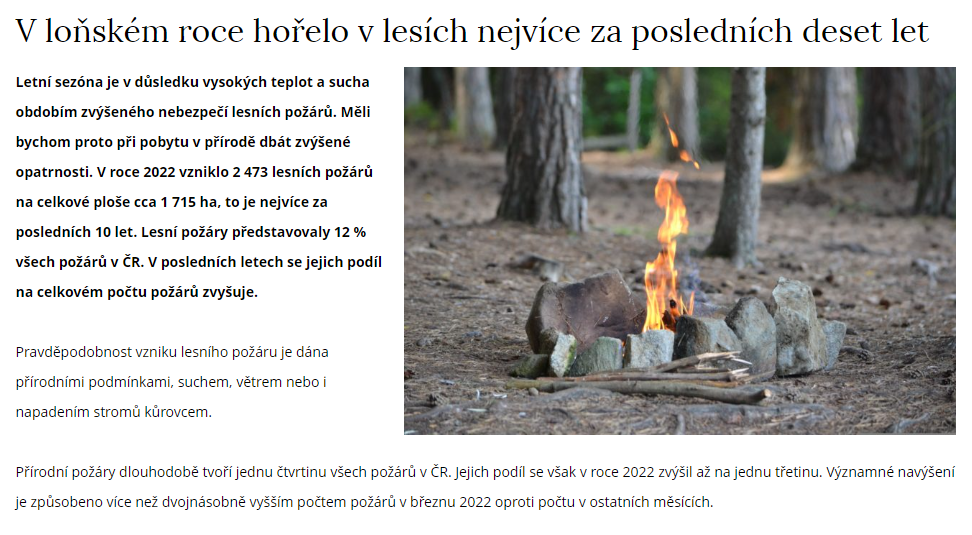 V loňském roce hořelo v lesích nejvíce za posledních deset let
Letní sezóna je v důsledku vysokých teplot a sucha
obdobím zvýšeného nebezpečí lesních požárů. Měli
bychom proto při pobytu v přírodě dbát zvýšené
opatrnosti. V roce 2022 vzniklo 2 473 lesních požárů
na celkové ploše cca 1 715 ha, to je nejvíce za
posledních 10 let. Lesní požáry představovaly 12 %
všech požárů v ČR. V posledních letech se jejich podíl
na celkovém počtu požárů zvyšuje.
Pravděpodobnost vzniku lesního požáru je dána
přírodními podmínkami, suchem, větrem nebo i
napadením stromů kůrovcem.
Přírodní požáry dlouhodobě tvoří jednu čtvrtinu všech požárů v ČR. Jejich podíl se však v roce 2022 zvýšil až na jednu třetinu. Významné navýšení
je způsobeno více než dvojnásobně vyšším počtem požárů v březnu 2022 oproti počtu v ostatních měsících.